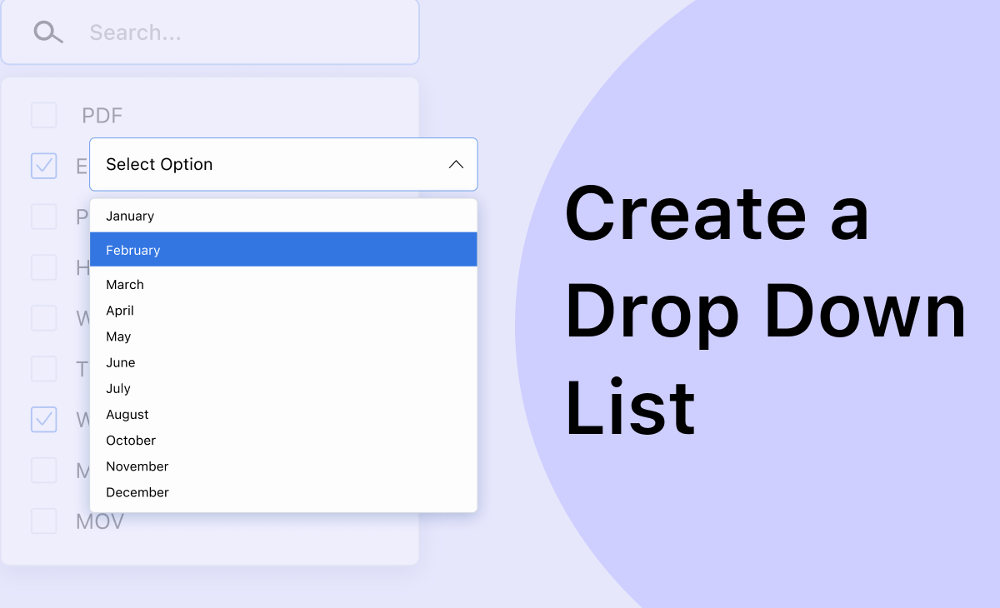 Search...
PDF
E
Select Option
P
January
February
H
March
April
W
May
June
T
July
August
W
October
November
M
December
MOV
Create a
Drop Down
List